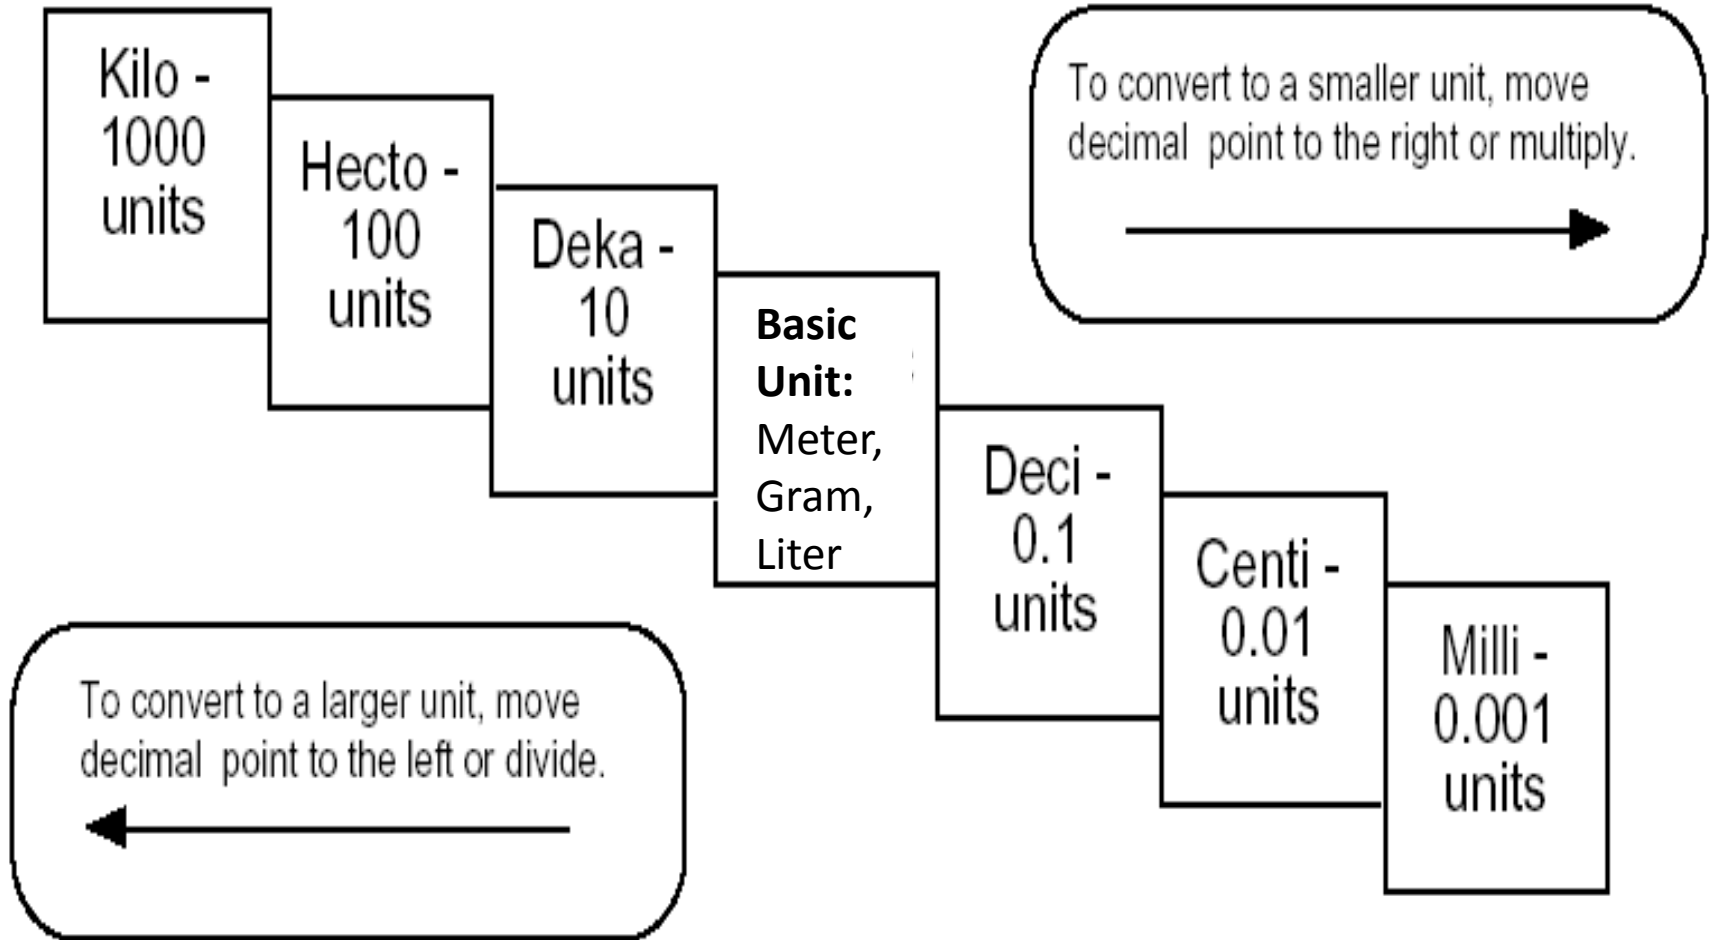 Kilo -
1000
units
Hecto -
100
units
Deka -
10
units
Basic
Unit:
Meter,
Gram,
Liter
Deci -
0.1
units
Centi -
0.01
units
Milli -
0.001
units
To convert to a smaller unit, move
decimal point to the right or multiply.
To convert to a larger unit, move
decimal point to the left or divide.